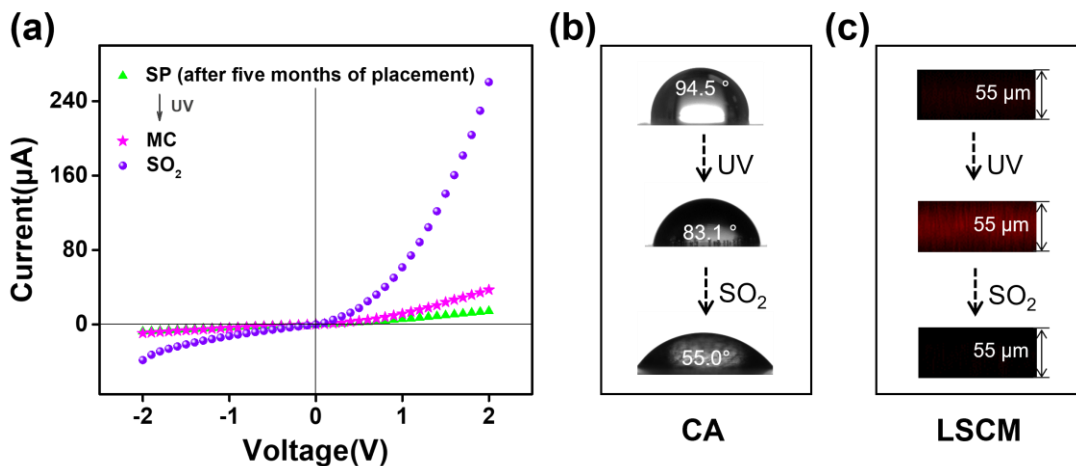 (a)
SP (after five months of placement)
UV
MC
SO₂
240
160
80
0
-2
-1
0
1
2
Current(μA)
Voltage(V)
(b)
94.5 °
UV
83.1 °
SO₂
55.0°
CA
(c)
55 μm
55 μm
SO₂
55 μm
LSCM